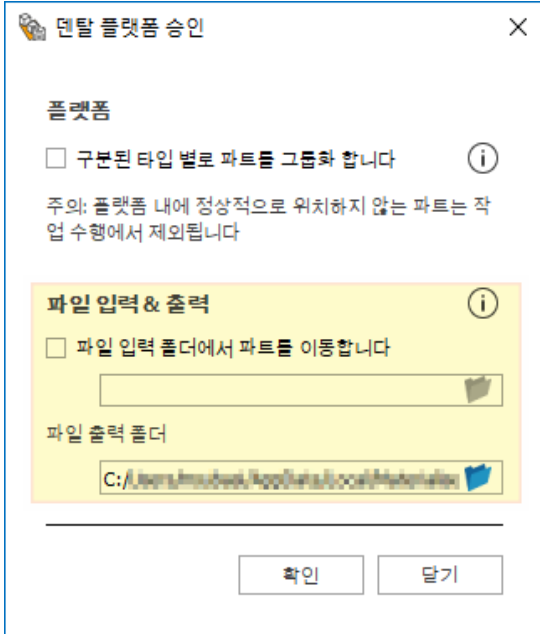 덴탈 플랫폼 승인
플랫폼
구분된 타입 별로 파트를 그룹화 합니다
주의: 플랫폼 내에 정상적으로 위치하지 않는 파트는 작
업 수행에서 제외됩니다
파일 입력 & 출력
파일 입력 폴더에서 파트를 이동합니다
파일 출력 폴더
C:/
확인
닫기